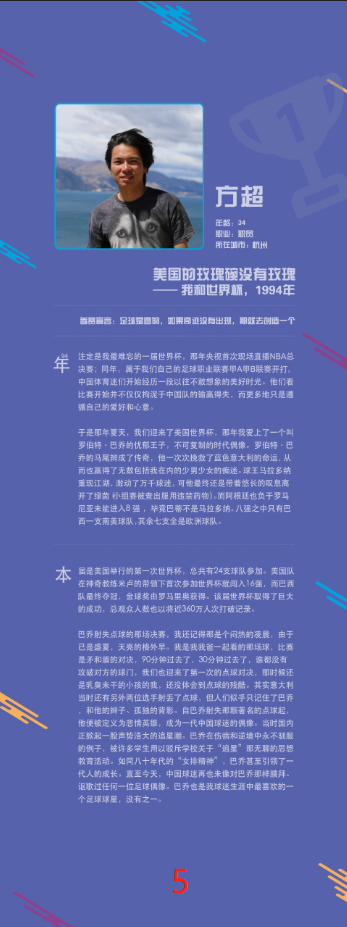 方超
年龄：34
职业：职员
所在城市：杭州
美国的玫瑰碗没有玫瑰
—— 我和世界杯，1994年
参赛宣言：足球是圆的，如果奇迹没有出现，那就去创造一个
94
年
注定是我最难忘的一届世界杯，那年央视首次现场直播NBA总
决赛；同年，属于我们自己的足球职业联赛甲A甲B联赛开打，
中国体育迷们开始经历一段以往不敢想象的美好时光。他们看
比赛开始并不仅仅拘泥于中国队的输赢得失，而更多地只是遵
循自己的爱好和心意。
于是那年夏天，我们迎来了美国世界杯，那年我爱上了一个叫
罗伯特·巴乔的忧郁王子，不可复制的时代偶像。罗伯特·巴
乔的马尾辫成了传奇，他一次次挽救了蓝色意大利的命运，从
而也赢得了无数包括我在内的少男少女的痴迷。球王马拉多纳
重现江湖，激动了万千球迷，可他最终还是带着悠长的叹息离
开了绿茵（小组赛被查出服用违禁药物）。而阿根廷也负于罗马
尼亚未能进入8 强，毕竟巴蒂不是马拉多纳。八强之中只有巴
西一支南美球队，其余七支全是欧洲球队。
本
届是美国举行的第一次世界杯，总共有24支球队参加。美国队
在神奇教练米卢的带领下首次参加世界杯就闯入16强，而巴西
队最终夺冠，金球奖由罗马里奥获得。该届世界杯取得了巨大
的成功，总观众人数也以将近360万人次打破记录。
巴乔射失点球的那场决赛，我还记得那是个闷热的凌晨，由于
已是盛夏，天亮的格外早。我是我我爸一起看的那场球，比赛
是矛和盾的对决，90分钟过去了，30分钟过去了，谁都没有
攻破对方的球门，我们也迎来了第一次的点球对决，那时候还
是乳臭未干的小孩的我，还没体会到点球的残酷。其实意大利
当时还有另外两位选手射丢了点球，但人们似乎只记住了巴乔
，和他的辫子、孤独的背影。自巴乔射失那颗著名的点球起，
他便被定义为悲情英雄，成为一代中国球迷的偶像。当时国内
正掀起一股声势浩大的追星潮。巴乔在伤病和逆境中永不驯服
的例子，被许多学生用以驳斥学校关于“追星”那无聊的思想
教育活动。如同八十年代的“女排精神”，巴乔甚至引领了一
代人的成长。直至今天，中国球迷再也未像对巴乔那样膜拜、
讴歌过任何一位足球偶像。巴乔也是我球迷生涯中最喜欢的一
个足球球星，没有之一。
5